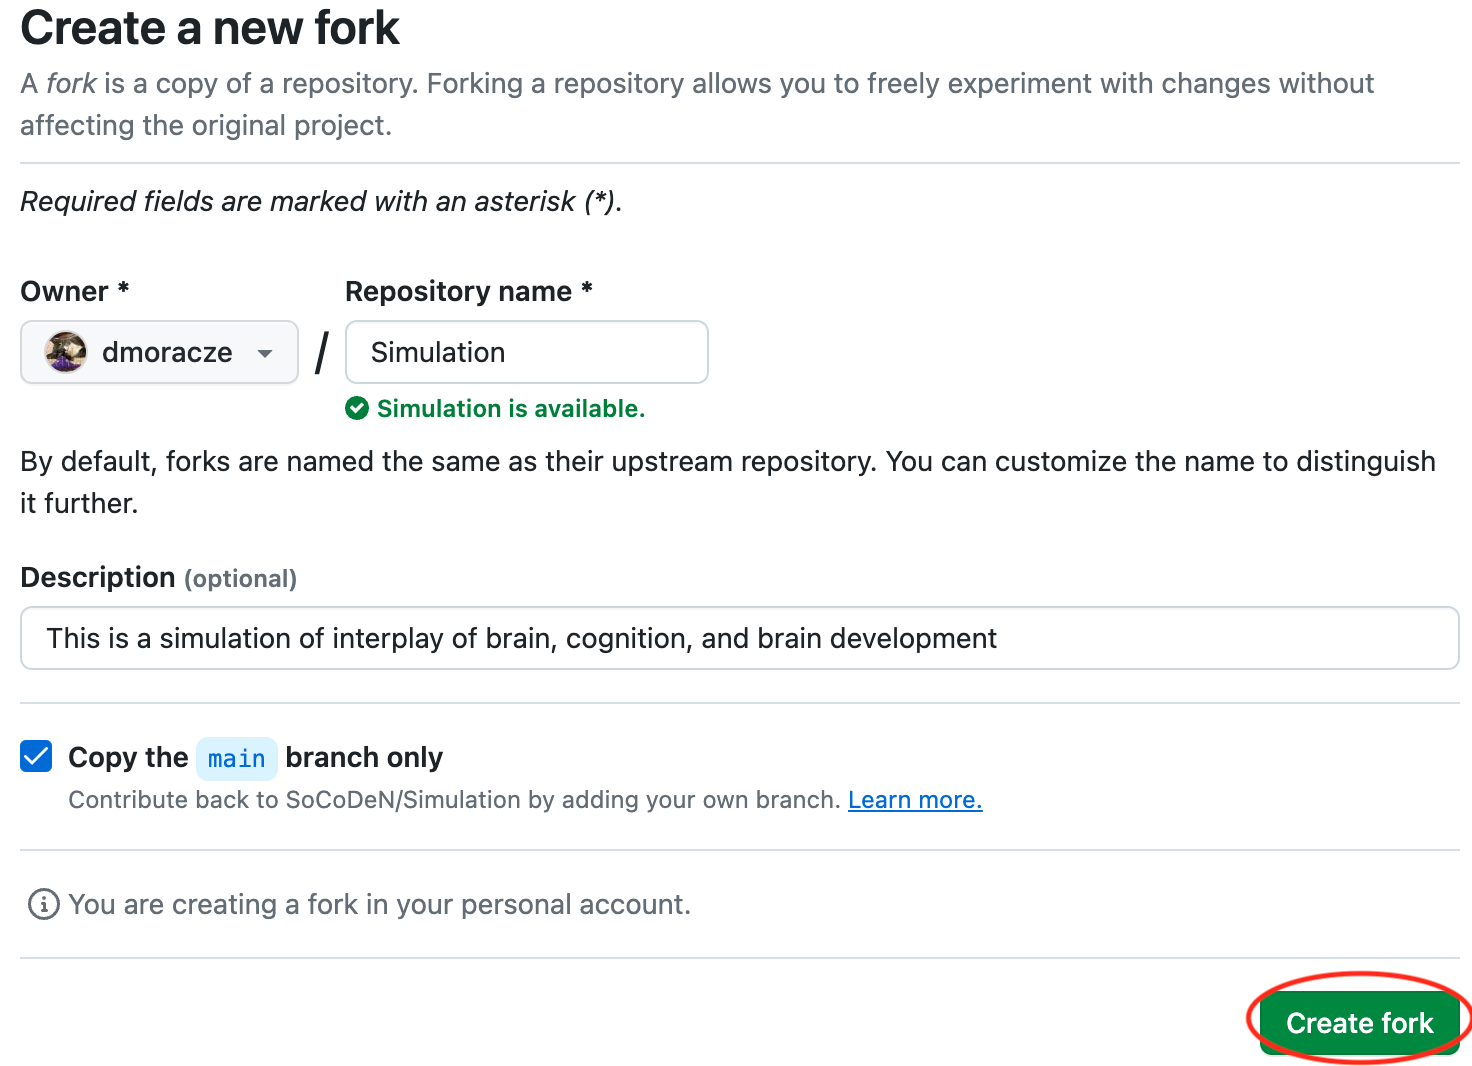 Create a new fork
A fork is a copy of a repository. Forking a repository allows you to freely experiment with changes without
affecting the original project.
Required fields are marked with an asterisk (*).
Owner * Repository name *
dmoracze / Simulation
Simulation is available.
By default, forks are named the same as their upstream repository. You can customize the name to distinguish
it further.
Description (optional)
This is a simulation of interplay of brain, cognition, and brain development
Copy the main branch only
Contribute back to SoCoDeN/Simulation by adding your own branch. Learn more.
You are creating a fork in your personal account.
Create fork